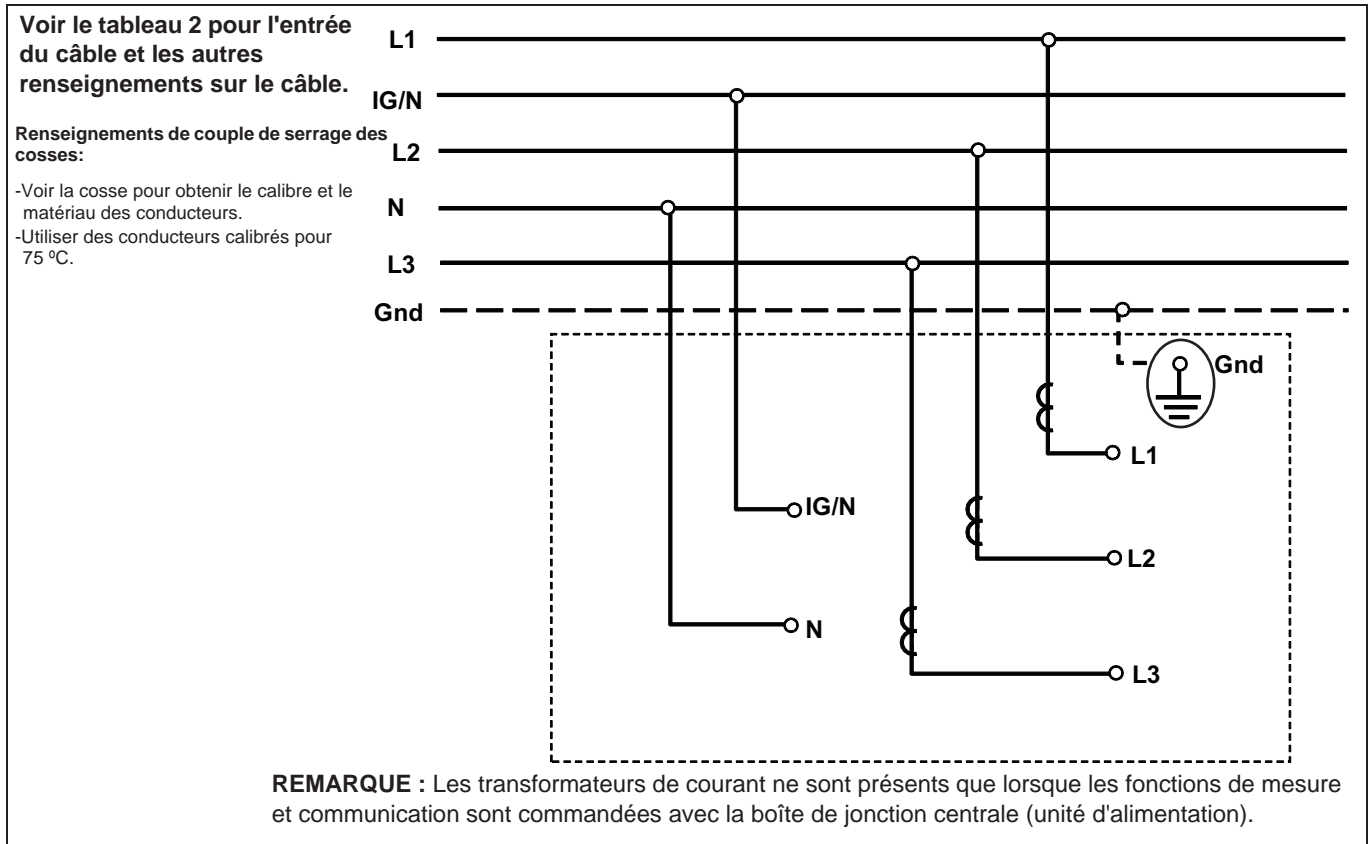 Voir le tableau 2 pour l'entrée
du câble et les autres
renseignements sur le câble.
Renseignements de couple de serrage des
cosses:
-Voir la cosse pour obtenir le calibre et le
matériau des conducteurs.
-Utiliser des conducteurs calibrés pour
75 ºC.
L1
IG/N
L2
N
L3
Gnd
Gnd
L1
IG/N
L2
N
L3
REMARQUE : Les transformateurs de courant ne sont présents que lorsque les fonctions de mesure
et communication sont commandées avec la boîte de jonction centrale (unité d'alimentation).